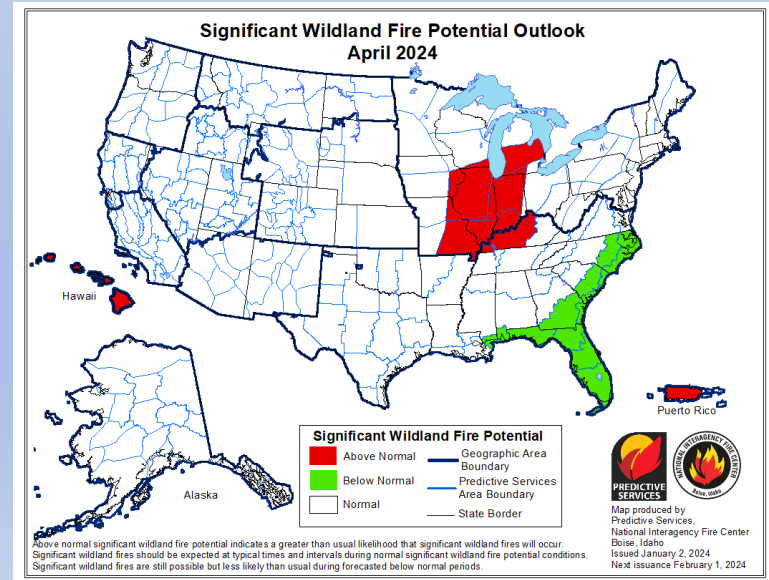 Significant Wildland Fire Potential Outlook
April 2024
Hawaii
Puerto Rico
Alaska
Significant Wildland Fire Potential
Above Normal
Below Normal
Normal
Geographic Area
Boundary
Predictive Services
Area Boundary
State Border
PREDICTIVE
SERVICES
NATIONAL INTERAGENCY FIRE CENTER
Boise, Idaho
Map produced by
Predictive Services,
National Interagency Fire Center
Boise, Idaho
Issued January 2, 2024
Next issuance February 1, 2024
Above normal significant wildland fire potential indicates a greater than usual likelihood that significant wildland fires will occur.
Significant wildland fires should be expected at typical times and intervals during normal significant wildland fire potential conditions.
Significant wildland fires are still possible but less likely than usual during forecasted below normal periods.